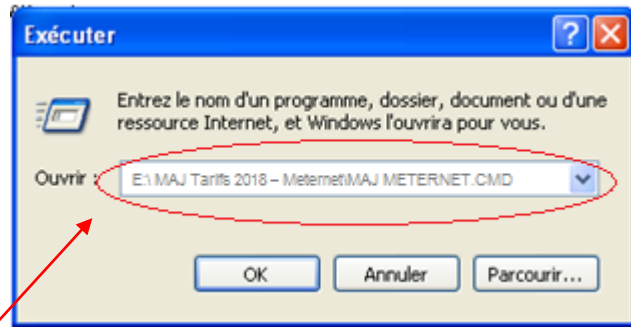 Exécuter
Entrez le nom d'un programme, dossier, document ou d'une
ressource Internet, et Windows l'ouvrira pour vous.
Ouvrir :
E:\ MAJ Tarifs 2018 – Meternet\MAJ METERNET.CMD
OK
Annuler
Parcourir...